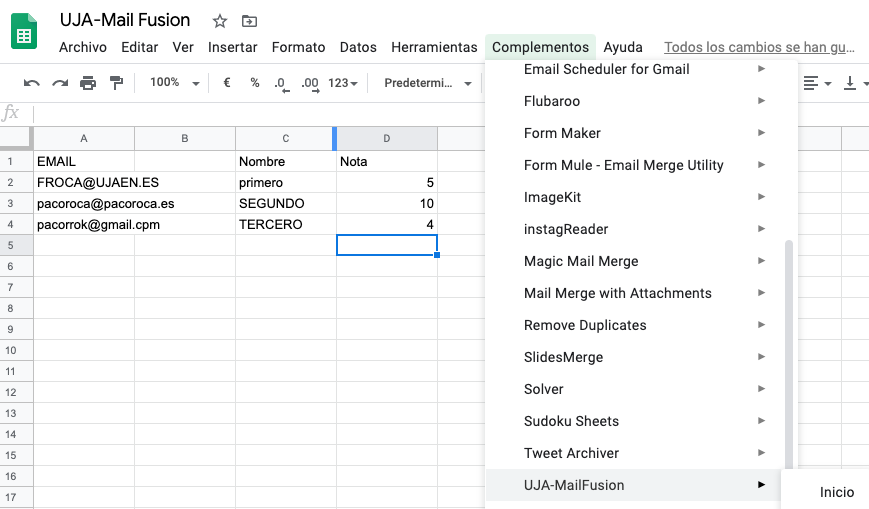 UJA-Mail Fusion
Archivo Editar Ver Insertar Formato Datos Herramientas Complementos Ayuda Todos los cambios se han gu...
100% € % .0 .00 123 Predetermi...
fx
A B C D
1 EMAIL Nombre Nota
2 FROCA@UJAEN.ES primero 5
3 pacoroca@pacoroca.es SEGUNDO 10
4 pacorrok@gmail.cpm TERCERO 4
5
6
7
8
9
10
11
12
13
14
15
16
17
Email Scheduler for Gmail
Flubaroo
Form Maker
Form Mule - Email Merge Utility
ImageKit
instagReader
Magic Mail Merge
Mail Merge with Attachments
Remove Duplicates
SlidesMerge
Solver
Sudoku Sheets
Tweet Archiver
UJA-MailFusion
Inicio